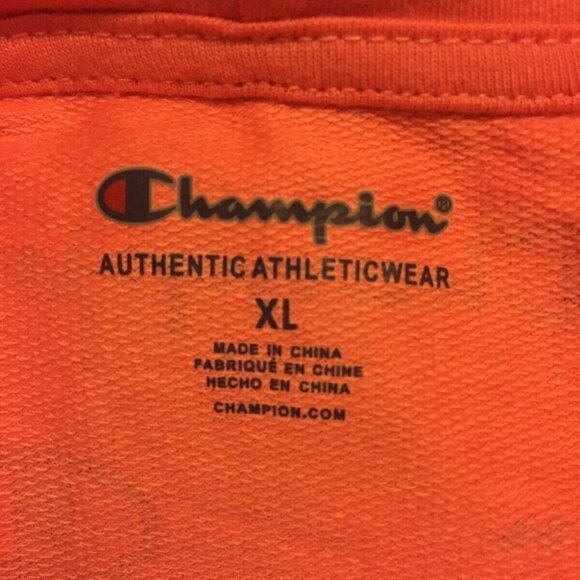 Champion®
AUTHENTIC ATHLETICWEAR
XL
MADE IN CHINA
FABRIQUÉ EN CHINE
HECHO EN CHINA
CHAMPION.COM